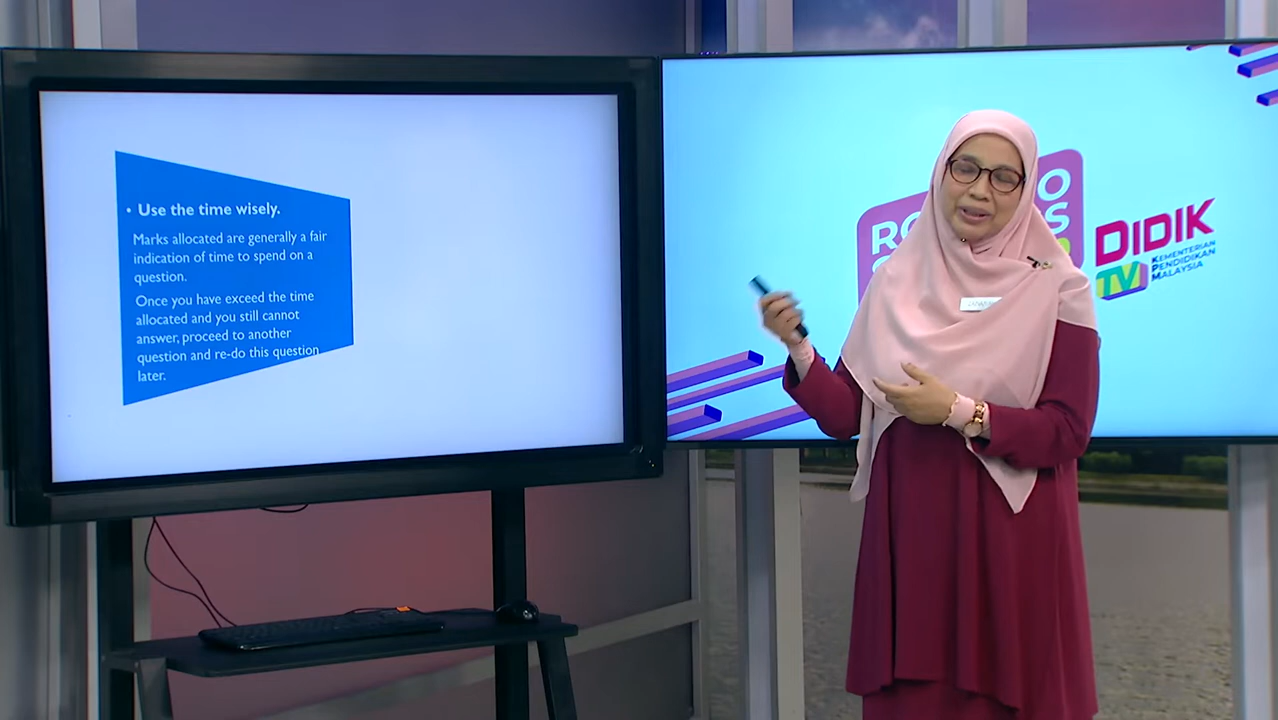 • Use the time wisely.
Marks allocated are generally a fair
indication of time to spend on a
question.
Once you have exceed the time
allocated and you still cannot
answer, proceed to another
question and re-do this question
later.
DIDIK
TV
KEMENTERIAN
PENDIDIKAN
MALAYSIA